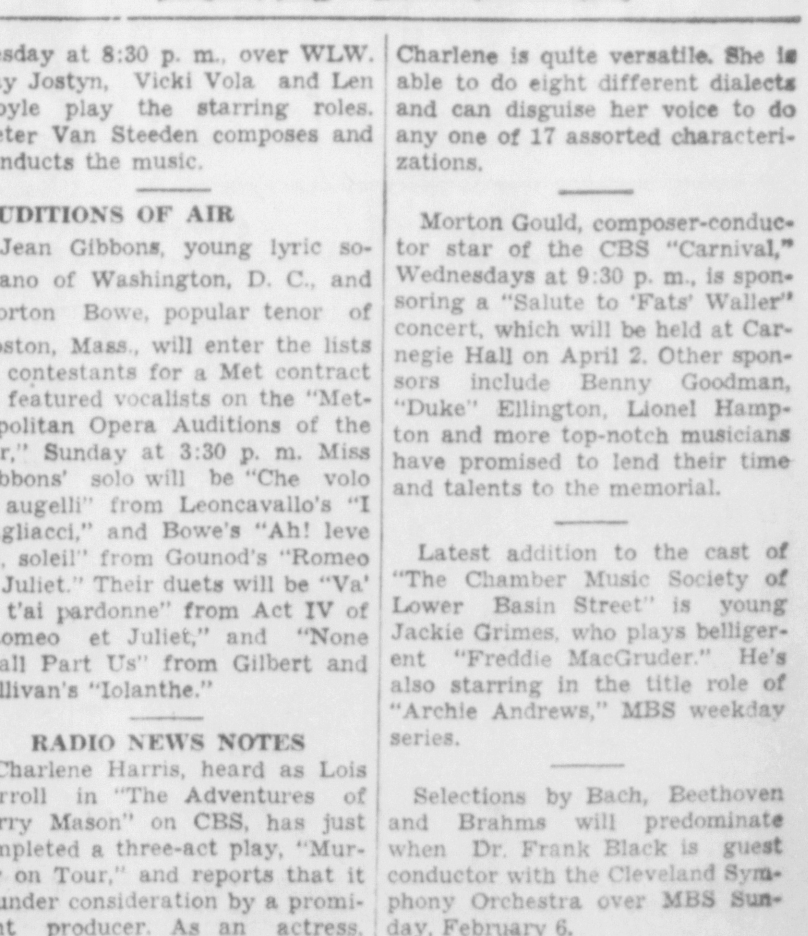 sday at 8:30 p. m., over WLW.
y Jostyn, Vicki Vola and Len
oyle play the starring roles.
eter Van Steeden composes and
nducts the music.
UDITIONS OF AIR
Jean Gibbons, young lyric so-
ano of Washington, D. C., and
orton Bowe, popular tenor of
oston, Mass., will enter the lists
contestants for a Met contract
featured vocalists on the "Met-
politan Opera Auditions of the
r," Sunday at 3:30 p. m. Miss
bbons' solo will be "Che volo
augelli" from Leoncavallo's "I
gliacci," and Bowe's "Ah! leve
, soleil" from Gounod's "Romeo
Juliet." Their duets will be "Va'
t'ai pardonne" from Act IV of
omeo et Juliet," and "None
all Part Us" from Gilbert and
llivan's "Iolanthe."
RADIO NEWS NOTES
Charlene Harris, heard as Lois
rroll in "The Adventures of
rry Mason" on CBS, has just
mpleted a three-act play, "Mur-
on Tour," and reports that it
under consideration by a promi-
nt producer. As an actress,
Charlene is quite versatile. She is
able to do eight different dialects
and can disguise her voice to do
any one of 17 assorted characteri-
zations.
Morton Gould, composer-conduc-
tor star of the CBS "Carnival,"
Wednesdays at 9:30 p. m., is spon-
soring a "Salute to 'Fats' Waller"
concert, which will be held at Car-
negie Hall on April 2. Other spon-
sors include Benny Goodman,
"Duke" Ellington, Lionel Hamp-
ton and more top-notch musicians
have promised to lend their time
and talents to the memorial.
Latest addition to the cast of
"The Chamber Music Society of
Lower Basin Street" is young
Jackie Grimes, who plays belliger-
ent "Freddie MacGruder." He's
also starring in the title role of
"Archie Andrews," MBS weekday
series.
Selections by Bach, Beethoven
and Brahms will predominate
when Dr. Frank Black is guest
conductor with the Cleveland Sym-
phony Orchestra over MBS Sun-
day, February 6.